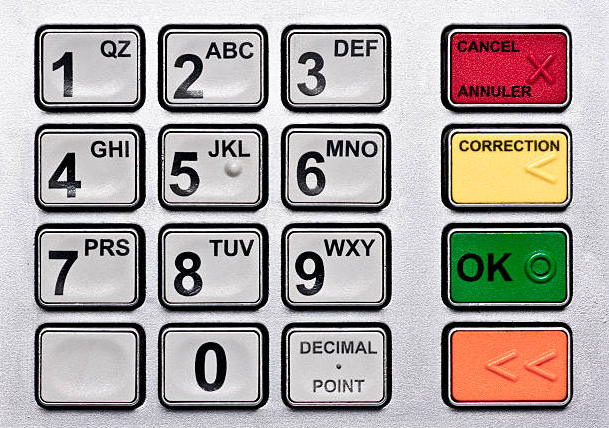 1 QZ 2 ABC 3 DEF CANCEL
ANNULER
4 GHI 5 JKL 6 MNO CORRECTION
7 PRS 8 TUV 9 WXY OK
0 DECIMAL
POINT